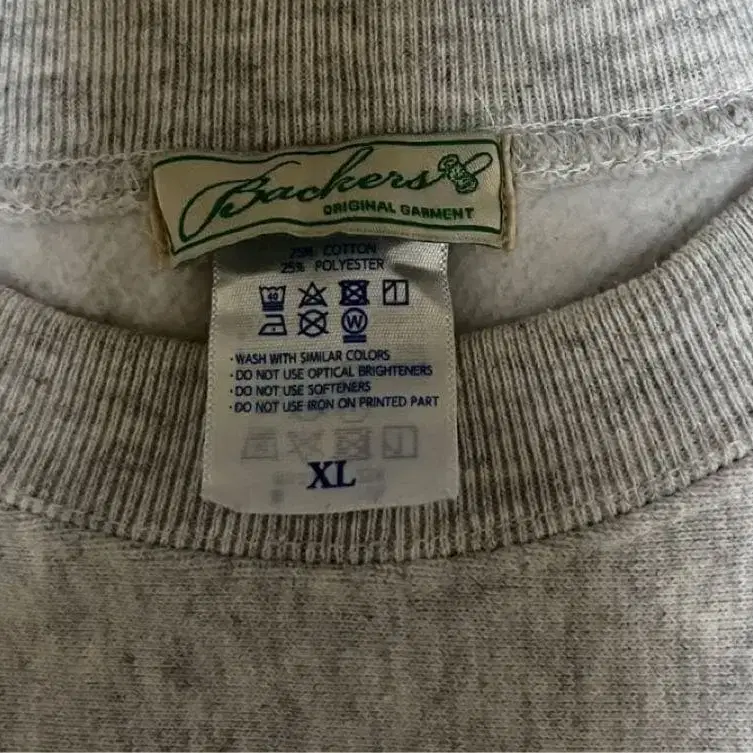 Backers
ORIGINAL GARMENT
COTTON
25% POLYESTER
40
W
· WASH WITH SIMILAR COLORS
· DO NOT USE OPTICAL BRIGHTENERS
· DO NOT USE SOFTENERS
· DO NOT USE IRON ON PRINTED PART
XL